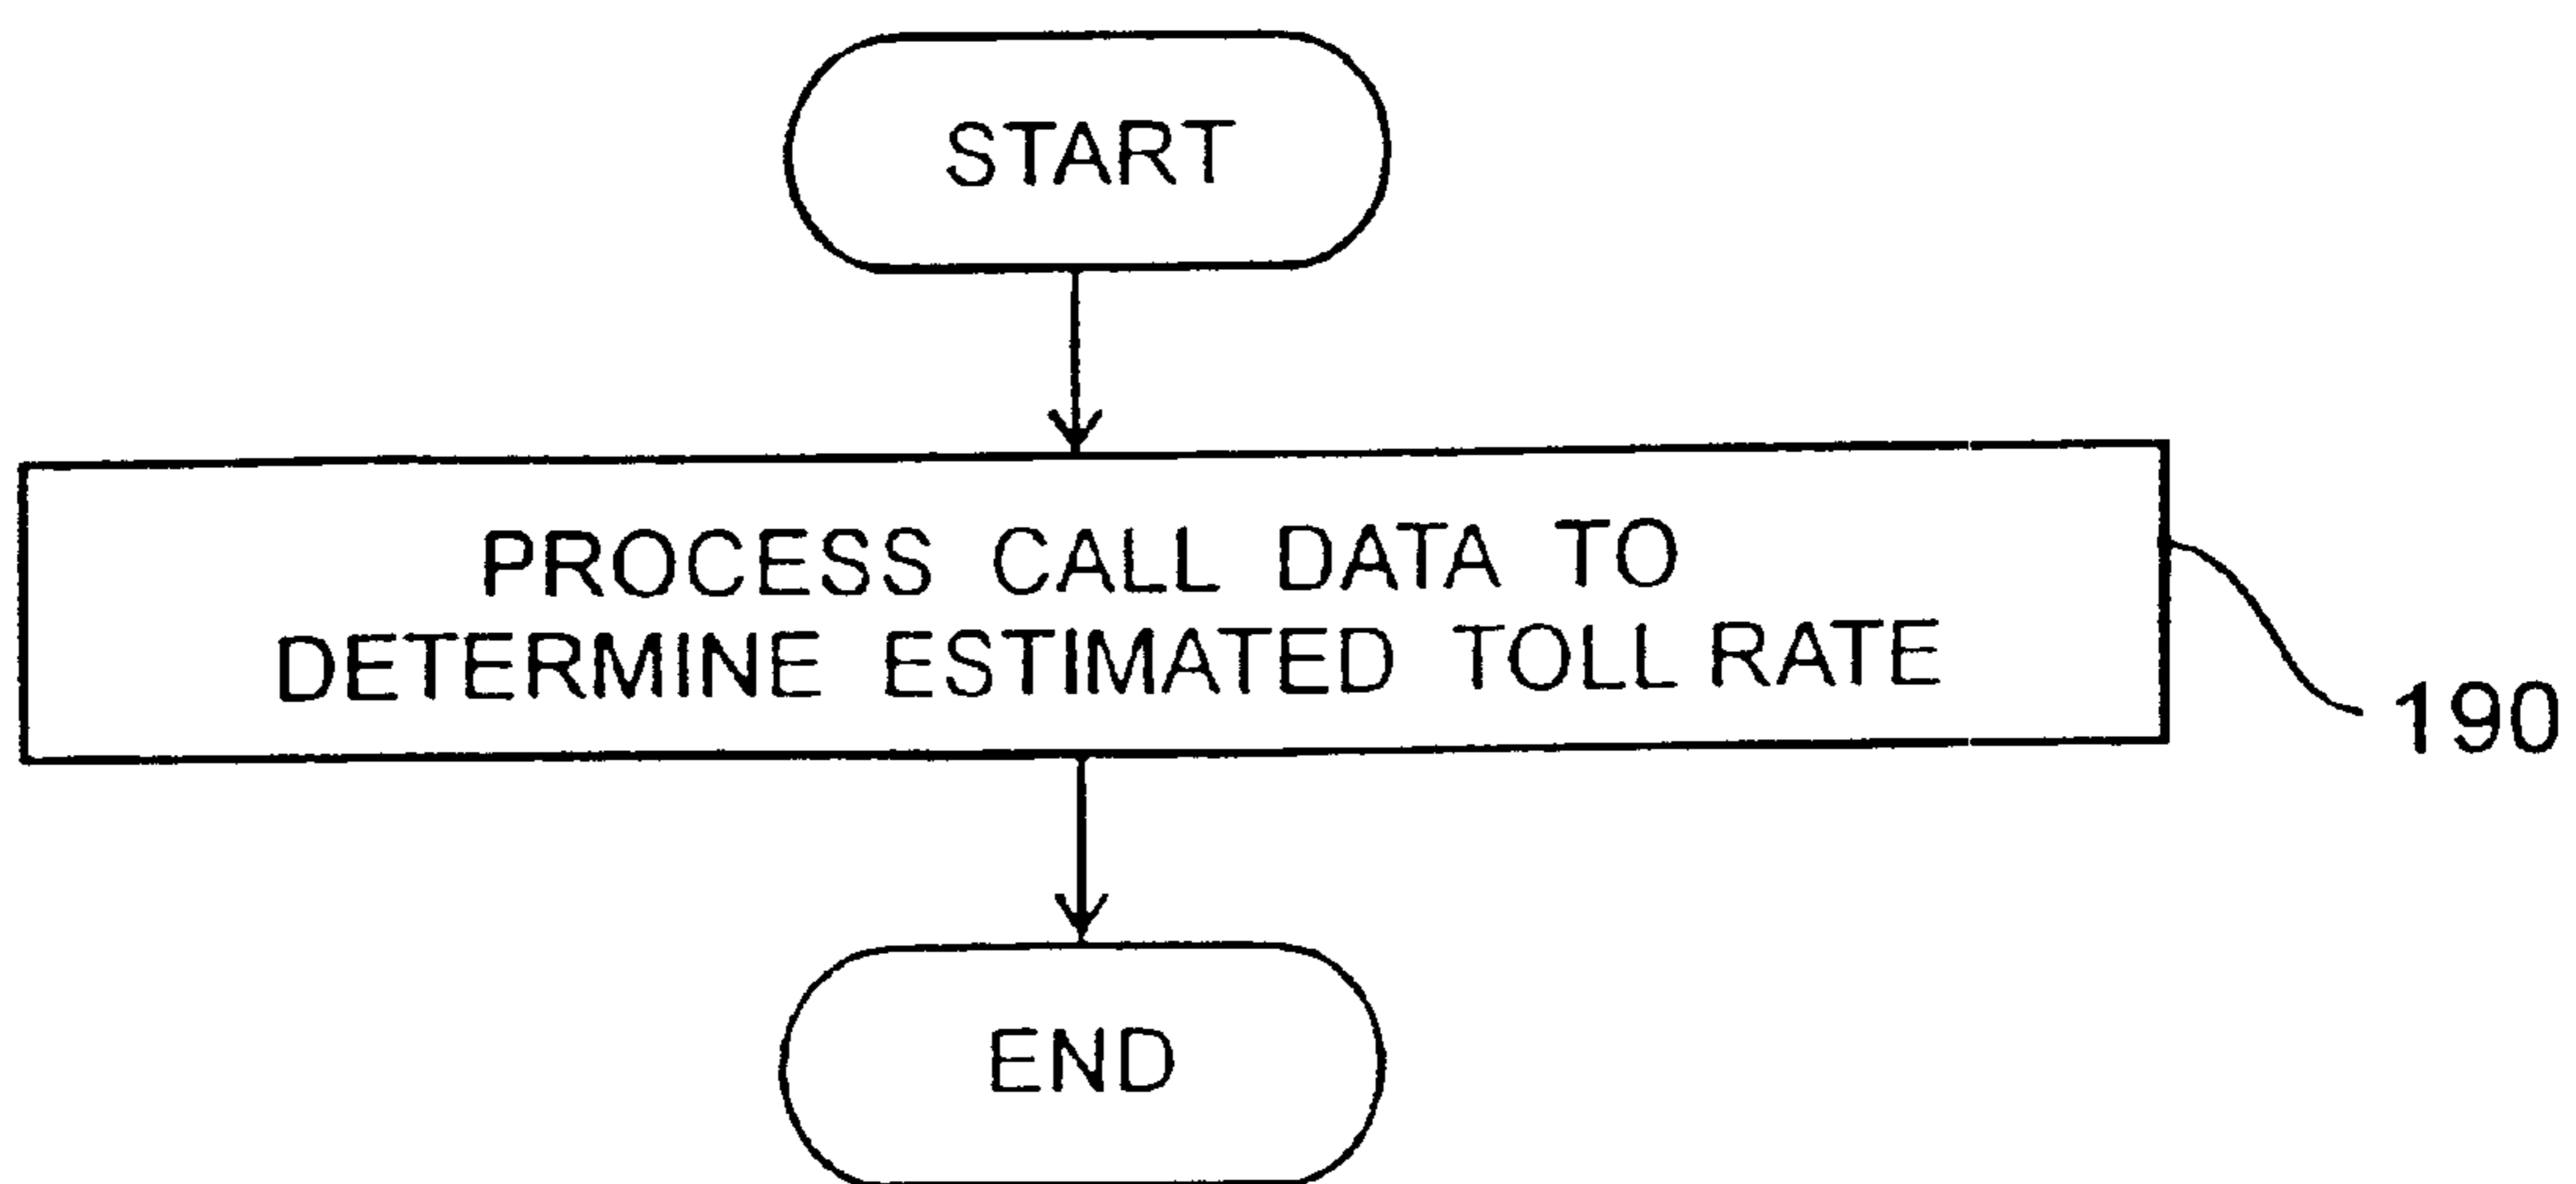 START
PROCESS CALL DATA TO
DETERMINE ESTIMATED TOLL RATE
190
END